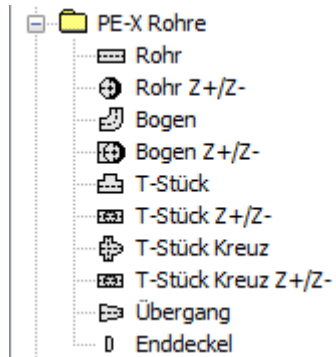 PE-X Rohre
Rohr
Rohr Z+/Z-
Bogen
Bogen Z+/Z-
T-Stück
T-Stück Z+/Z-
T-Stück Kreuz
T-Stück Kreuz Z+/Z-
Übergang
Enddeckel